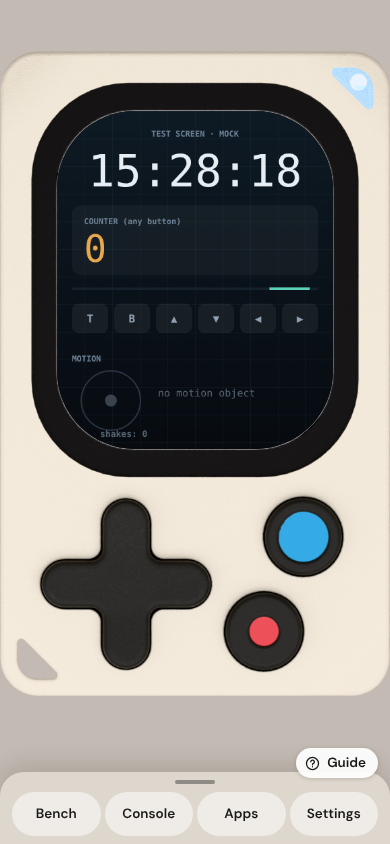 TEST SCREEN · MOCK
15:28:18
COUNTER (any button)
0
T B ▲ ▼ ◀ ▶
MOTION
no motion object
shakes: 0
Guide
Bench Console Apps Settings